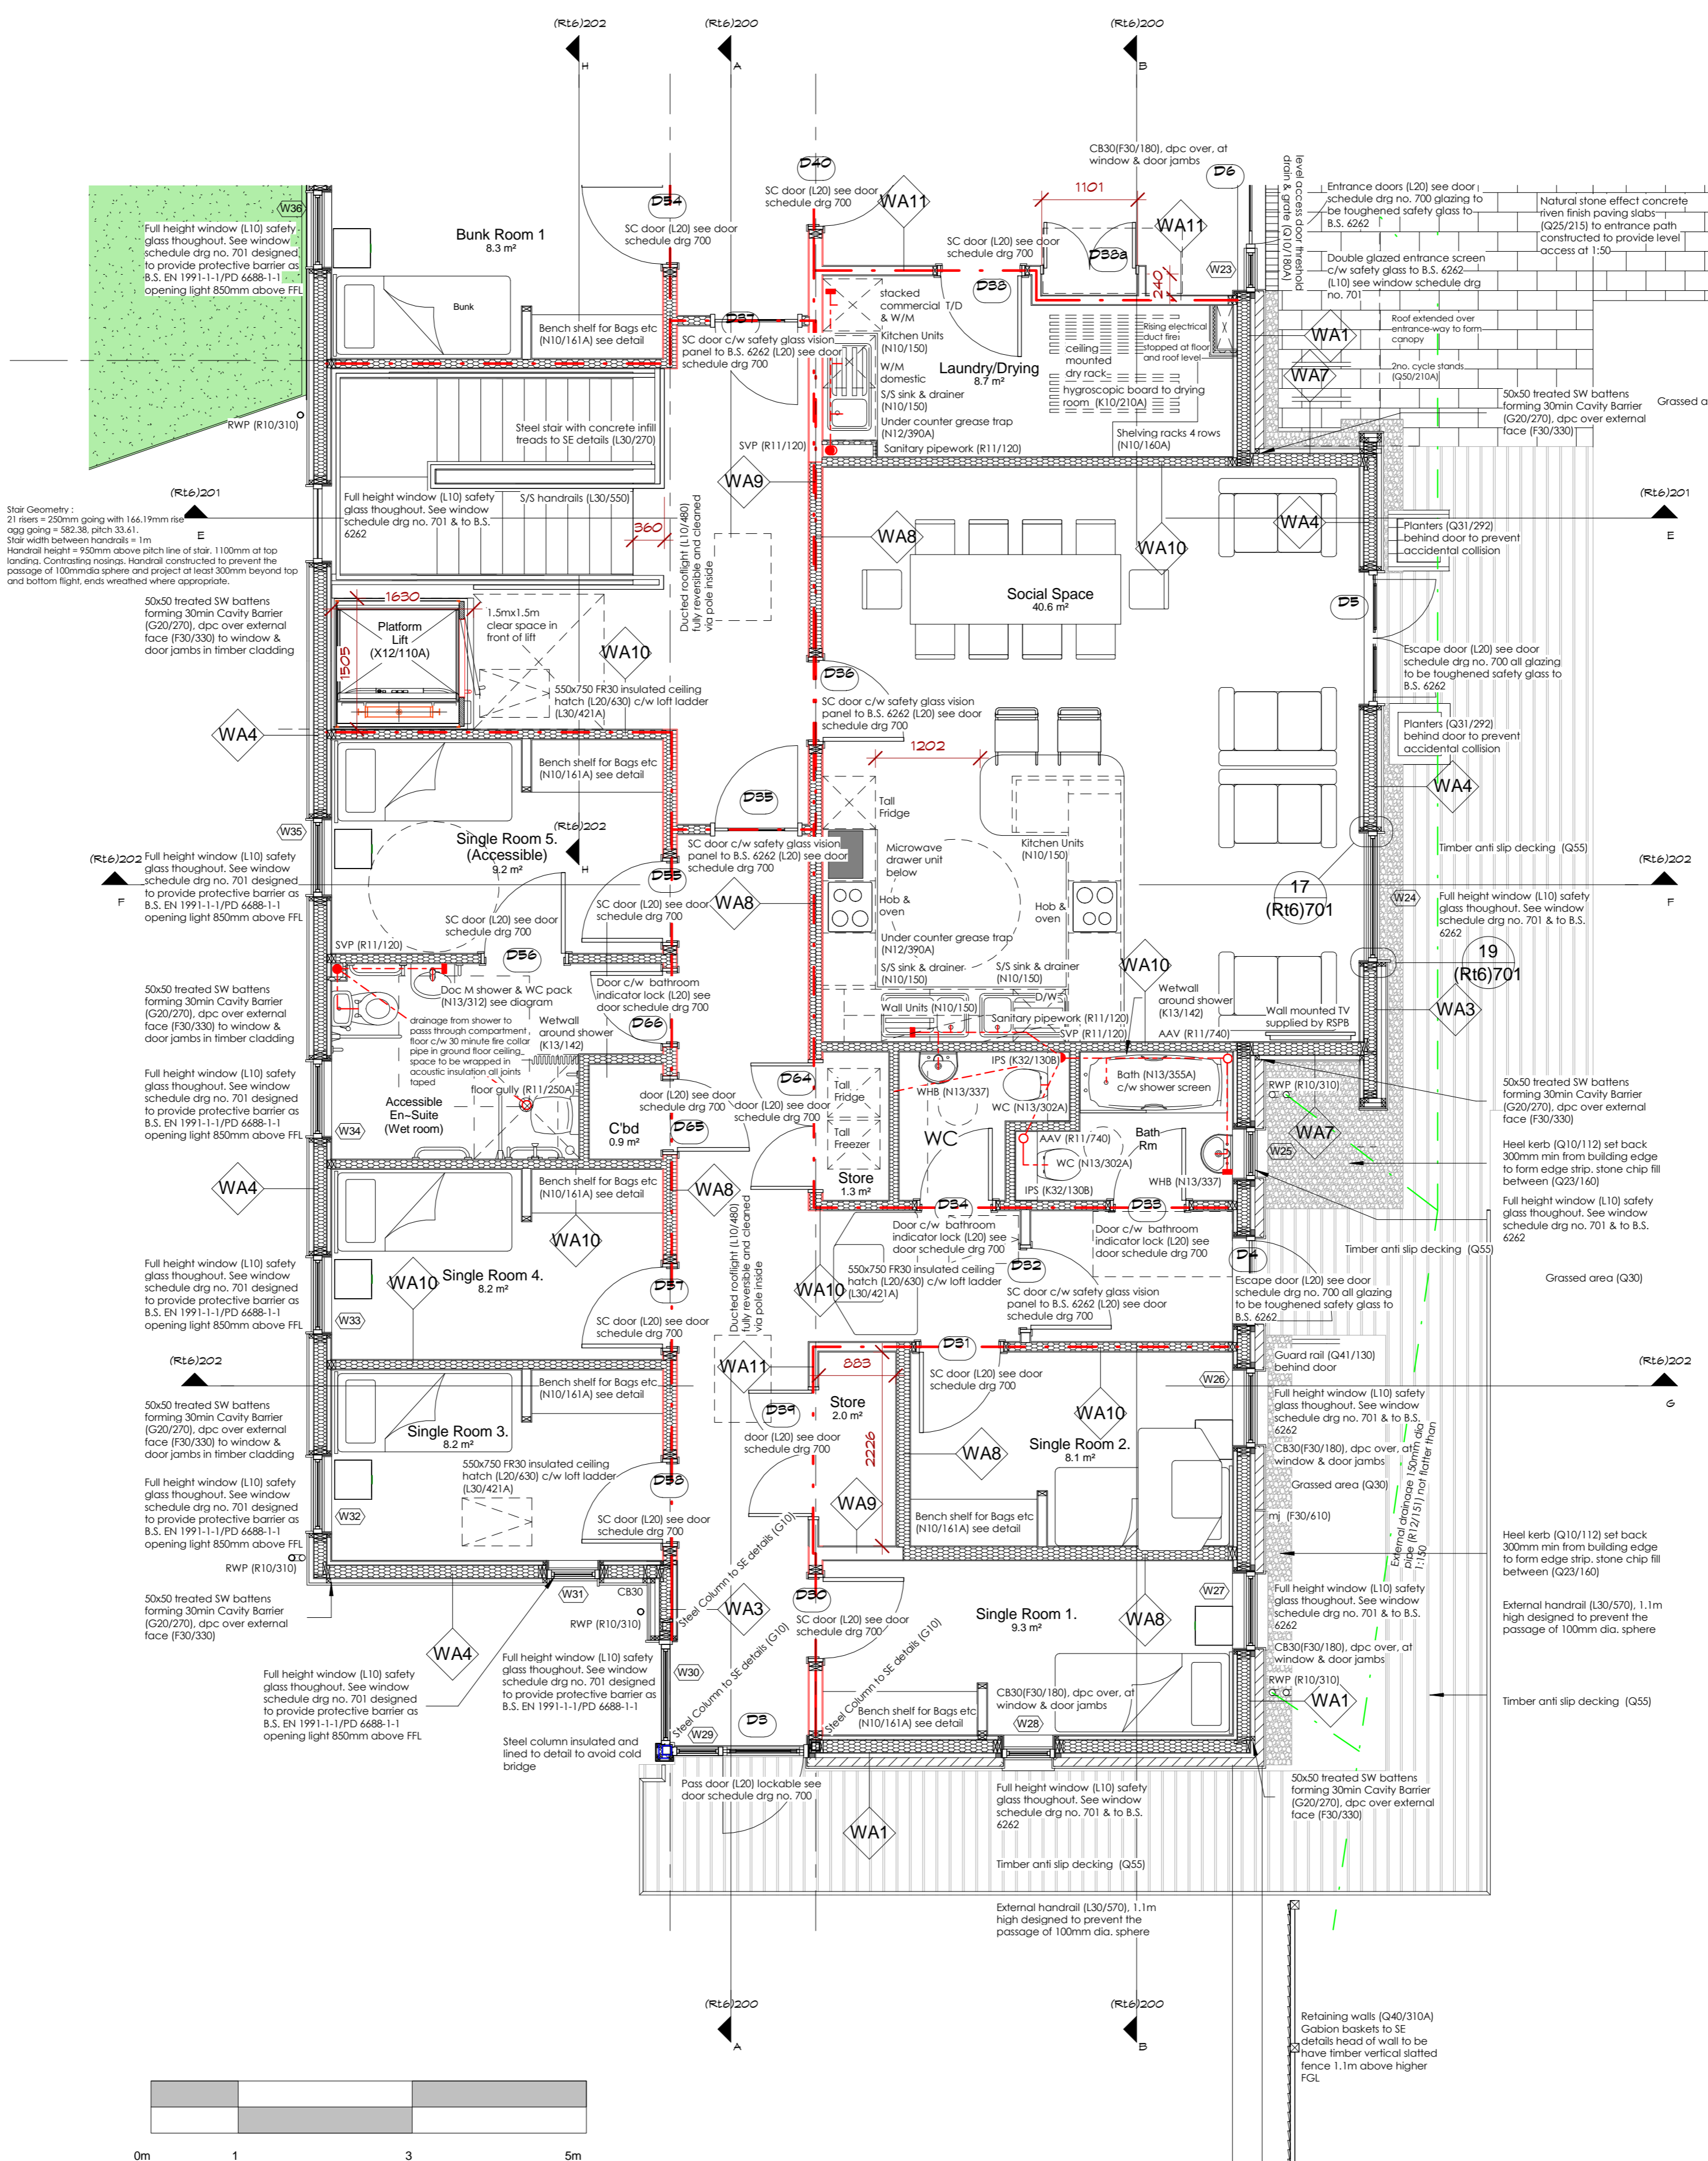 (Rt6)202
(Rt6)200
(Rt6)200
H
A
B
CB30(F30/180), dpc over, at
window & door jambs
D40
D6
1101
SC door (L20) see door
schedule drg 700
WA11
WA11
level access door threshold
drain & grate (Q10/180A)
Entrance doors (L20) see door
schedule drg no. 700 glazing to
be toughened safety glass to
B.S. 6262
Natural stone effect concrete
riven finish paving slabs
(Q25/215) to entrance path
constructed to provide level
access at 1:50
Double glazed entrance screen
c/w safety glass to B.S. 6262
(L10) see window schedule drg
no. 701
W36
Full height window (L10) safety
glass thoughout. See window
schedule drg no. 701 designed
to provide protective barrier as
B.S. EN 1991-1-1/PD 6688-1-1
opening light 850mm above FFL
Bunk Room 1
8.3 m²
Bunk
D54
SC door (L20) see door
schedule drg 700
Bench shelf for Bags etc
(N10/161A) see detail
SC door (L20) see door
schedule drg 700
D38
D38a
240
W23
D37
SC door c/w safety glass vision
panel to B.S. 6262 (L20) see door
schedule drg 700
stacked
commercial T/D
& W/M
Kitchen Units
(N10/150)
W/M
domestic
S/S sink & drainer
(N10/150)
Under counter grease trap
(N12/390A)
Sanitary pipework (R11/120)
Laundry/Drying
8.7 m²
ceiling
mounted
dry rack
hygroscopic board to drying
room (K10/210A)
Rising electrical
duct fire
stopped at floor
and roof level
Shelving racks 4 rows
(N10/160A)
WA1
Roof extended over
entrance-way to form
canopy
WA7
2no. cycle stands
(Q50/210A)
50x50 treated SW battens
forming 30min Cavity Barrier
(G20/270), dpc over external
face (F30/330)
Grassed a
RWP (R10/310)
Steel stair with concrete infill
treads to SE details (L30/270)
SVP (R11/120)
WA9
Full height window (L10) safety
glass thoughout. See window
schedule drg no. 701 & to B.S.
6262
S/S handrails (L30/550)
360
Ducted rooflight (L10/480)
fully reversible and cleaned
via pole inside
(Rt6)201
E
Stair Geometry :
21 risers = 250mm going with 166.19mm rise
agg going = 582.38, pitch 33.61.
Stair width between handrails = 1m
Handrail height = 950mm above pitch line of stair, 1100mm at top
landing. Contrasting nosings. Handrail constructed to prevent the
passage of 100mmdia sphere and project at least 300mm beyond top
and bottom flight, ends wreathed where appropriate.
WA8
WA10
WA4
(Rt6)201
E
Planters (Q31/292)
behind door to prevent
accidental collision
Social Space
40.6 m²
D5
50x50 treated SW battens
forming 30min Cavity Barrier
(G20/270), dpc over external
face (F30/330) to window &
door jambs in timber cladding
1630
1505
Platform
Lift
(X12/110A)
1.5mx1.5m
clear space in
front of lift
WA10
550x750 FR30 insulated ceiling
hatch (L20/630) c/w loft ladder
(L30/421A)
D36
SC door c/w safety glass vision
panel to B.S. 6262 (L20) see door
schedule drg 700
Escape door (L20) see door
schedule drg no. 700 all glazing
to be toughened safety glass to
B.S. 6262
Planters (Q31/292)
behind door to prevent
accidental collision
WA4
WA4
1202
Bench shelf for Bags etc
(N10/161A) see detail
D35
Tall
Fridge
(Rt6)202
H
W35
Single Room 5.
(Accessible)
9.2 m²
SC door c/w safety glass vision
panel to B.S. 6262 (L20) see door
schedule drg 700
Microwave
drawer unit
below
Kitchen Units
(N10/150)
Timber anti slip decking (Q55)
(Rt6)202
F
Full height window (L10) safety
glass thoughout. See window
schedule drg no. 701 designed
to provide protective barrier as
B.S. EN 1991-1-1/PD 6688-1-1
opening light 850mm above FFL
D55
SC door (L20) see door
schedule drg 700
WA8
Hob &
oven
Hob &
oven
17
(Rt6)701
W24
(Rt6)202
F
Full height window (L10) safety
glass thoughout. See window
schedule drg no. 701 & to B.S.
6262
SC door (L20) see door
schedule drg 700
SVP (R11/120)
D56
Under counter grease trap
(N12/390A)
S/S sink & drainer
(N10/150)
S/S sink & drainer
(N10/150)
WA10
19
(Rt6)701
50x50 treated SW battens
forming 30min Cavity Barrier
(G20/270), dpc over external
face (F30/330) to window &
door jambs in timber cladding
Doc M shower & WC pack
(N13/312) see diagram
Door c/w bathroom
indicator lock (L20) see
door schedule drg 700
D66
drainage from shower to
pass through compartment
floor c/w 30 minute fire collar
pipe in ground floor ceiling
space to be wrapped in
acoustic insulation all joints
taped
Wetwall
around shower
(K13/142)
Wall Units (N10/150)
D/W
Sanitary pipework (R11/120)
SVP (R11/120)
Wetwall
around shower
(K13/142)
AAV (R11/740)
Wall mounted TV
supplied by RSPB
WA3
Full height window (L10) safety
glass thoughout. See window
schedule drg no. 701 designed
to provide protective barrier as
B.S. EN 1991-1-1/PD 6688-1-1
opening light 850mm above FFL
floor gully (R11/250A)
Accessible
En~Suite
(Wet room)
W34
C'bd
0.9 m²
door (L20) see door
schedule drg 700
D65
D64
door (L20) see door
schedule drg 700
Tall
Fridge
Tall
Freezer
Store
1.3 m²
WHB (N13/337)
IPS (K32/130B)
WC (N13/302A)
WC
Bath (N13/355A)
c/w shower screen
AAV (R11/740)
WC (N13/302A)
IPS (K32/130B)
Bath
Rm
WHB (N13/337)
RWP (R10/310)
WA7
W25
50x50 treated SW battens
forming 30min Cavity Barrier
(G20/270), dpc over external
face (F30/330)
Heel kerb (Q10/112) set back
300mm min from building edge
to form edge strip. stone chip fill
between (Q23/160)
Full height window (L10) safety
glass thoughout. See window
schedule drg no. 701 & to B.S.
6262
WA4
Bench shelf for Bags etc
(N10/161A) see detail
WA8
WA10
D34
D33
Door c/w bathroom
indicator lock (L20) see
door schedule drg 700
Door c/w bathroom
indicator lock (L20) see
door schedule drg 700
D4
Timber anti slip decking (Q55)
Grassed area (Q30)
Full height window (L10) safety
glass thoughout. See window
schedule drg no. 701 designed
to provide protective barrier as
B.S. EN 1991-1-1/PD 6688-1-1
opening light 850mm above FFL
W33
WA10
Single Room 4.
8.2 m²
D57
SC door (L20) see door
schedule drg 700
Ducted rooflight (L10/480)
fully reversible and cleaned
via pole inside
WA10
550x750 FR30 insulated ceiling
hatch (L20/630) c/w loft ladder
(L30/421A)
D32
SC door c/w safety glass vision
panel to B.S. 6262 (L20) see door
schedule drg 700
Escape door (L20) see door
schedule drg no. 700 all glazing
to be toughened safety glass to
B.S. 6262
D31
Guard rail (Q41/130)
behind door
(Rt6)202
WA11
883
SC door (L20) see door
schedule drg 700
W26
(Rt6)202
G
Bench shelf for Bags etc
(N10/161A) see detail
Full height window (L10) safety
glass thoughout. See window
schedule drg no. 701 & to B.S.
6262
50x50 treated SW battens
forming 30min Cavity Barrier
(G20/270), dpc over external
face (F30/330) to window &
door jambs in timber cladding
Single Room 3.
8.2 m²
D39
door (L20) see door
schedule drg 700
Store
2.0 m²
2226
WA8
WA10
Single Room 2.
8.1 m²
CB30(F30/180), dpc over, at
window & door jambs
Grassed area (Q30)
External drainage 150mm dia
pipe (R12/151) not flatter than
1:150
Full height window (L10) safety
glass thoughout. See window
schedule drg no. 701 designed
to provide protective barrier as
B.S. EN 1991-1-1/PD 6688-1-1
opening light 850mm above FFL
W32
550x750 FR30 insulated ceiling
hatch (L20/630) c/w loft ladder
(L30/421A)
D58
SC door (L20) see door
schedule drg 700
WA9
Bench shelf for Bags etc
(N10/161A) see detail
mj (F30/610)
Heel kerb (Q10/112) set back
300mm min from building edge
to form edge strip. stone chip fill
between (Q23/160)
RWP (R10/310)
W31
CB30
RWP (R10/310)
Steel Column to SE details (G10)
WA3
D30
SC door (L20) see door
schedule drg 700
Single Room 1.
9.3 m²
WA8
W27
Full height window (L10) safety
glass thoughout. See window
schedule drg no. 701 & to B.S.
6262
External handrail (L30/570), 1.1m
high designed to prevent the
passage of 100mm dia. sphere
50x50 treated SW battens
forming 30min Cavity Barrier
(G20/270), dpc over external
face (F30/330)
WA4
CB30(F30/180), dpc over, at
window & door jambs
Full height window (L10) safety
glass thoughout. See window
schedule drg no. 701 designed
to provide protective barrier as
B.S. EN 1991-1-1/PD 6688-1-1
opening light 850mm above FFL
Full height window (L10) safety
glass thoughout. See window
schedule drg no. 701 designed
to provide protective barrier as
B.S. EN 1991-1-1/PD 6688-1-1
W30
Steel Column to SE details (G10)
Steel Column to SE details (G10)
CB30(F30/180), dpc over, at
window & door jambs
RWP (R10/310)
WA1
Timber anti slip decking (Q55)
Bench shelf for Bags etc
(N10/161A) see detail
W28
D3
W29
Steel column insulated and
lined to detail to avoid cold
bridge
Pass door (L20) lockable see
door schedule drg no. 700
Full height window (L10) safety
glass thoughout. See window
schedule drg no. 701 & to B.S.
6262
50x50 treated SW battens
forming 30min Cavity Barrier
(G20/270), dpc over external
face (F30/330)
WA1
Timber anti slip decking (Q55)
External handrail (L30/570), 1.1m
high designed to prevent the
passage of 100mm dia. sphere
(Rt6)200
A
(Rt6)200
B
Retaining walls (Q40/310A)
Gabion baskets to SE
details head of wall to be
have timber vertical slatted
fence 1.1m above higher
FGL
0m
1
3
5m